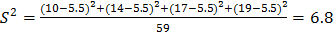 S² = (10−5.5)²+(14−5.5)²+(17−5.5)²+(19−5.5)² / 59 = 6.8